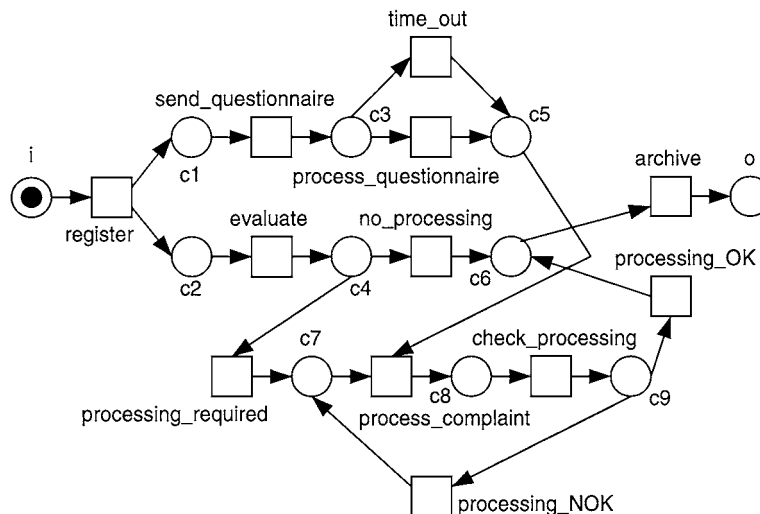 time_out
send_questionnaire
c3
c5
i
c1
process_questionnaire
archive
o
register
evaluate
no_processing
c2
c4
c6
processing_OK
c7
check_processing
processing_required
c8
process_complaint
c9
processing_NOK